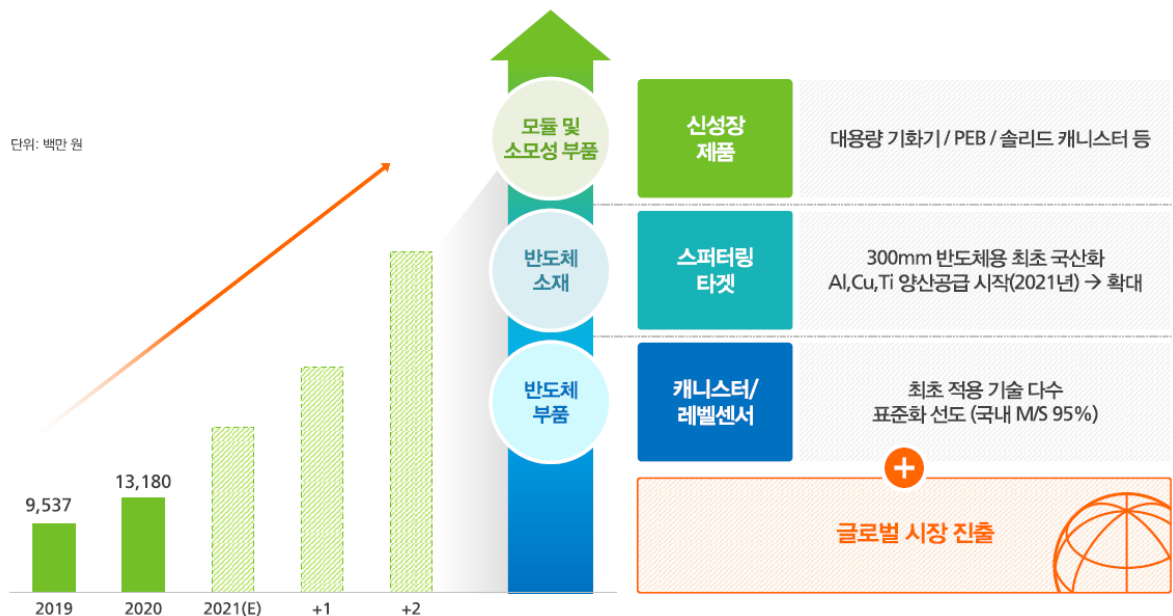 단위: 백만 원
9,537
13,180
2019
2020
2021(E)
+1
+2
모듈 및
소모성 부품
신성장
제품
대용량 기화기 / PEB / 솔리드 캐니스터 등
반도체
소재
스퍼터링
타겟
300mm 반도체용 최초 국산화
Al,Cu,Ti 양산공급 시작(2021년) → 확대
반도체
부품
캐니스터/
레벨센서
최초 적용 기술 다수
표준화 선도 (국내 M/S 95%)
+
글로벌 시장 진출